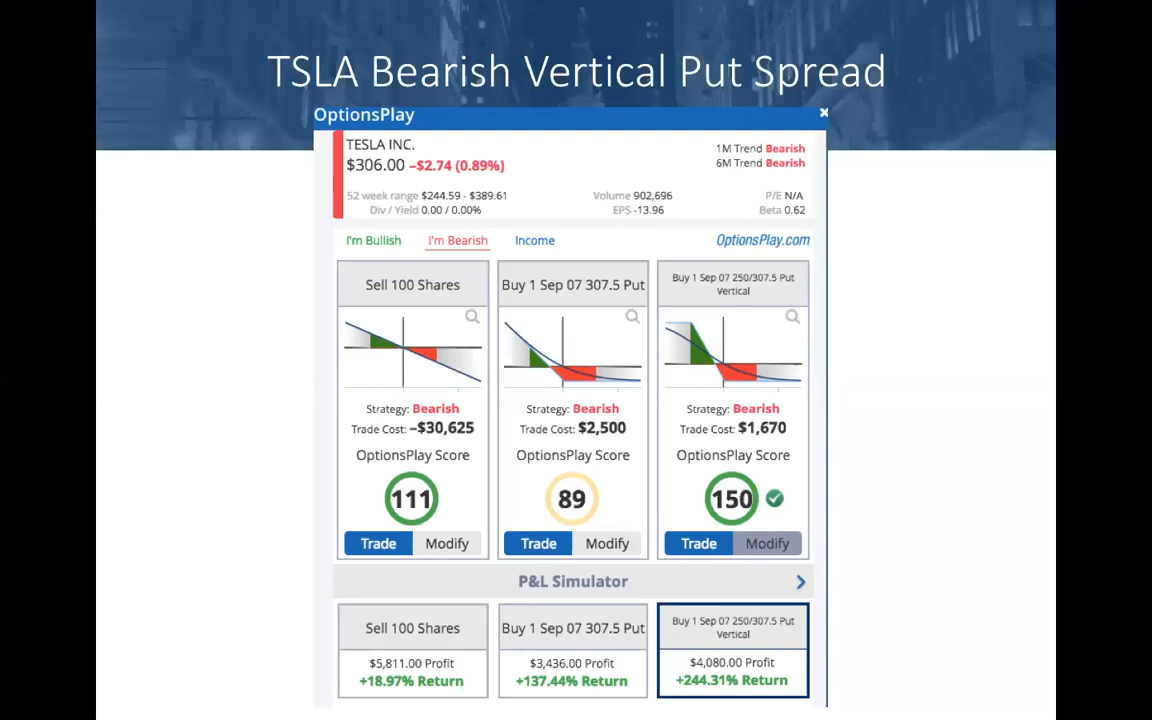 TSLA Bearish Vertical Put Spread
OptionsPlay
×
TESLA INC.
$306.00 –$2.74 (0.89%)
1M Trend Bearish
6M Trend Bearish
52 week range $244.59 - $389.61
Volume 902,696
P/E N/A
Div / Yield 0.00 / 0.00%
EPS -13.96
Beta 0.62
I'm Bullish
I'm Bearish
Income
OptionsPlay.com
Sell 100 Shares
Buy 1 Sep 07 307.5 Put
Buy 1 Sep 07 250/307.5 Put
Vertical
Strategy: Bearish
Trade Cost: –$30,625
OptionsPlay Score
111
Trade
Modify
Strategy: Bearish
Trade Cost: $2,500
OptionsPlay Score
89
Trade
Modify
Strategy: Bearish
Trade Cost: $1,670
OptionsPlay Score
150
Trade
Modify
P&L Simulator
Sell 100 Shares
$5,811.00 Profit
+18.97% Return
Buy 1 Sep 07 307.5 Put
$3,436.00 Profit
+137.44% Return
Buy 1 Sep 07 250/307.5 Put
Vertical
$4,080.00 Profit
+244.31% Return